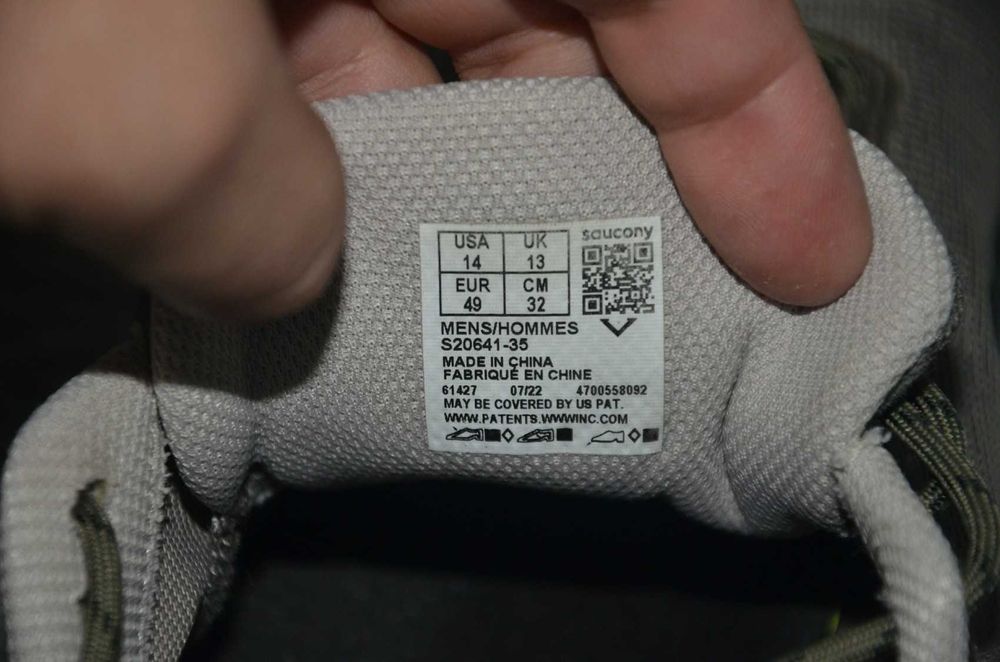 USA UK
14 13
EUR CM
49 32
saucony
MENS/HOMMES
S20641-35
MADE IN CHINA
FABRIQUÉ EN CHINE
61427 07/22 4700558092
MAY BE COVERED BY US PAT.
WWW.PATENTS.WWWINC.COM